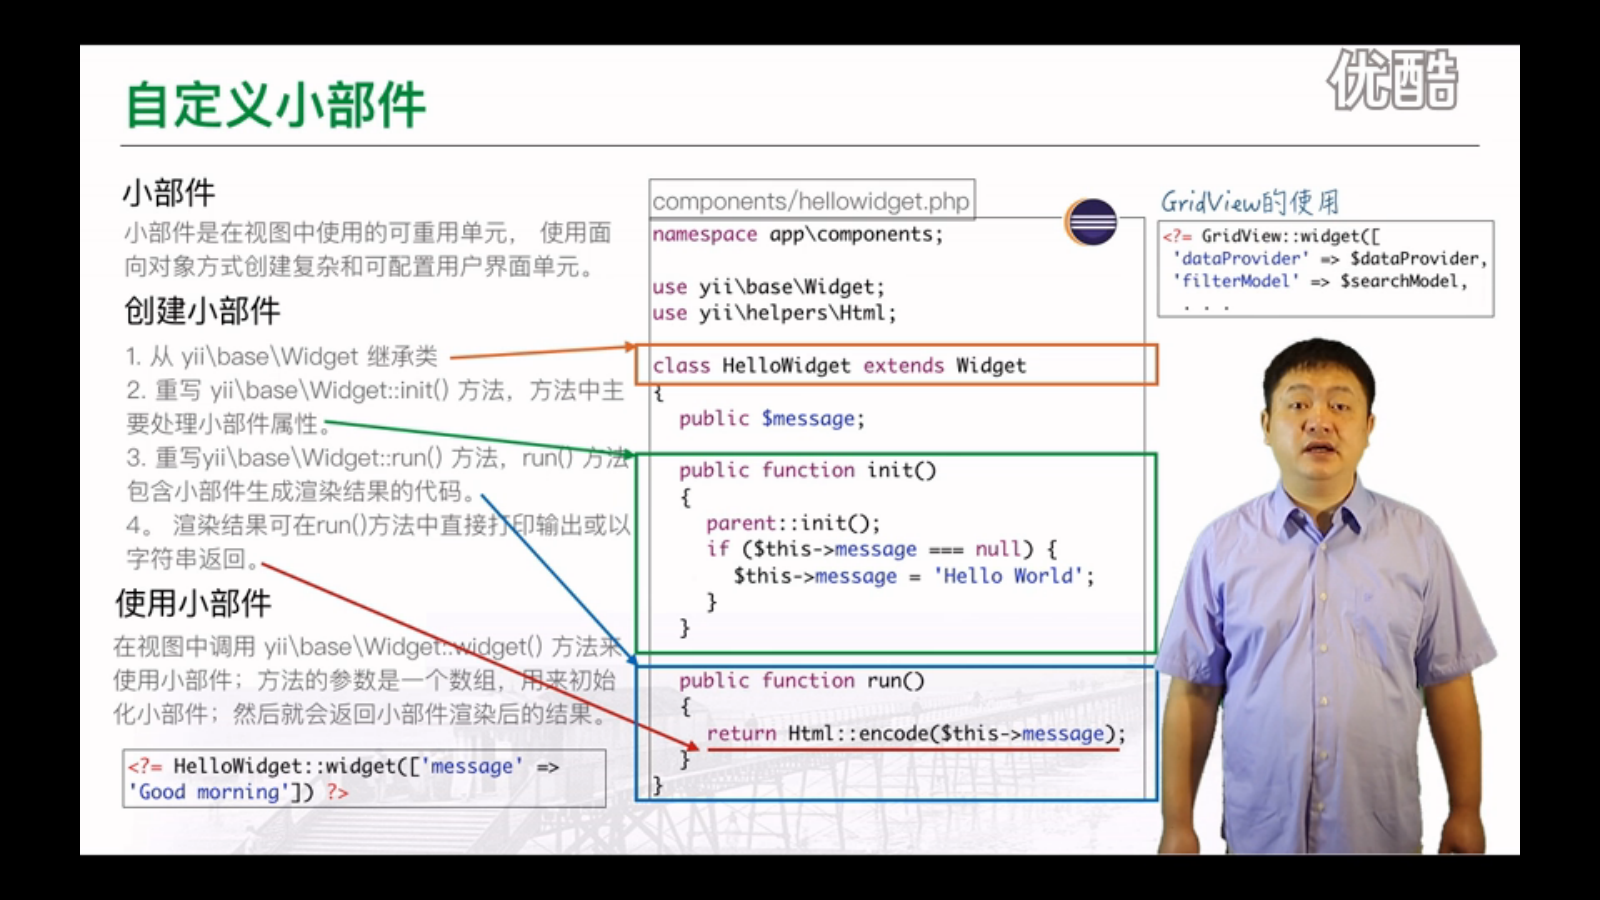 优酷
自定义小部件
小部件
小部件是在视图中使用的可重用单元， 使用面
向对象方式创建复杂和可配置用户界面单元。
创建小部件
1. 从 yii\base\Widget 继承类
2. 重写 yii\base\Widget::init() 方法，方法中主
要处理小部件属性。
3. 重写yii\base\Widget::run() 方法，run() 方法
包含小部件生成渲染结果的代码。
4。 渲染结果可在run()方法中直接打印输出或以
字符串返回。
使用小部件
在视图中调用 yii\base\Widget::widget() 方法来
使用小部件；方法的参数是一个数组，用来初始
化小部件；然后就会返回小部件渲染后的结果。
<?= HelloWidget::widget(['message' =>
'Good morning']) ?>
components/hellowidget.php
namespace app\components;
use yii\base\Widget;
use yii\helpers\Html;
class HelloWidget extends Widget
{
public $message;
public function init()
{
parent::init();
if ($this->message === null) {
$this->message = 'Hello World';
}
}
public function run()
{
return Html::encode($this->message);
}
}
GridView的使用
<?= GridView::widget([
'dataProvider' => $dataProvider,
'filterModel' => $searchModel,
. . .